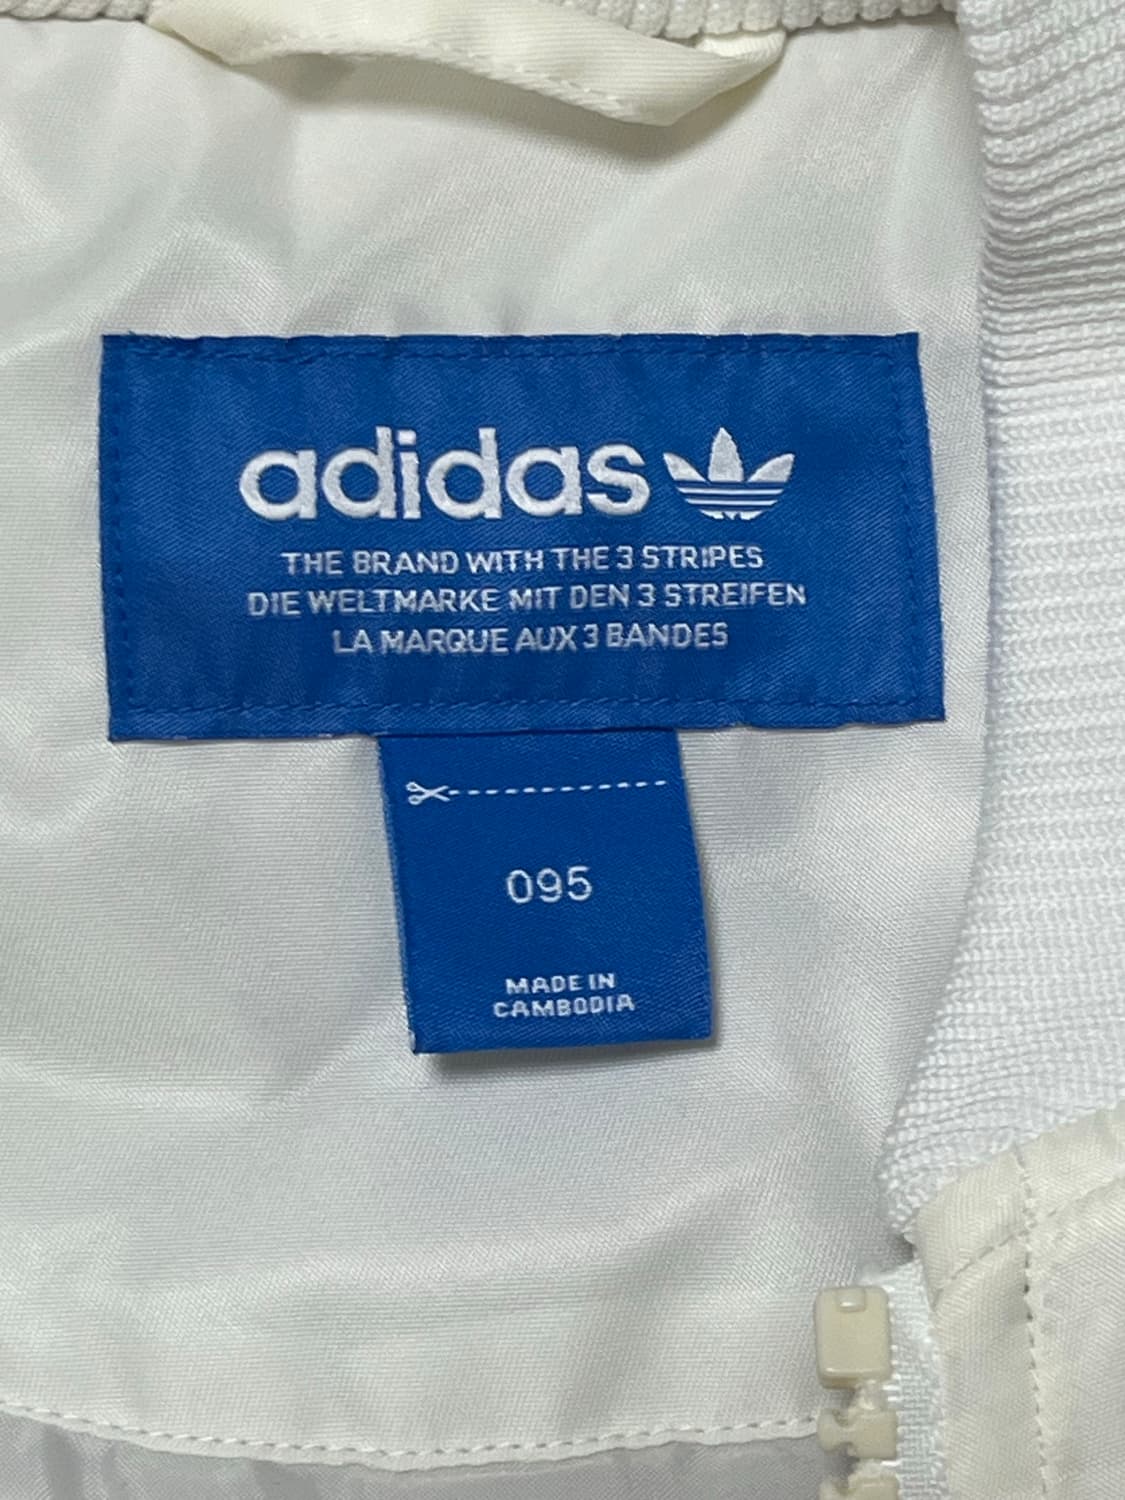 adidas
THE BRAND WITH THE 3 STRIPES
DIE WELTMARKE MIT DEN 3 STREIFEN
LA MARQUE AUX 3 BANDES
095
MADE IN
CAMBODIA